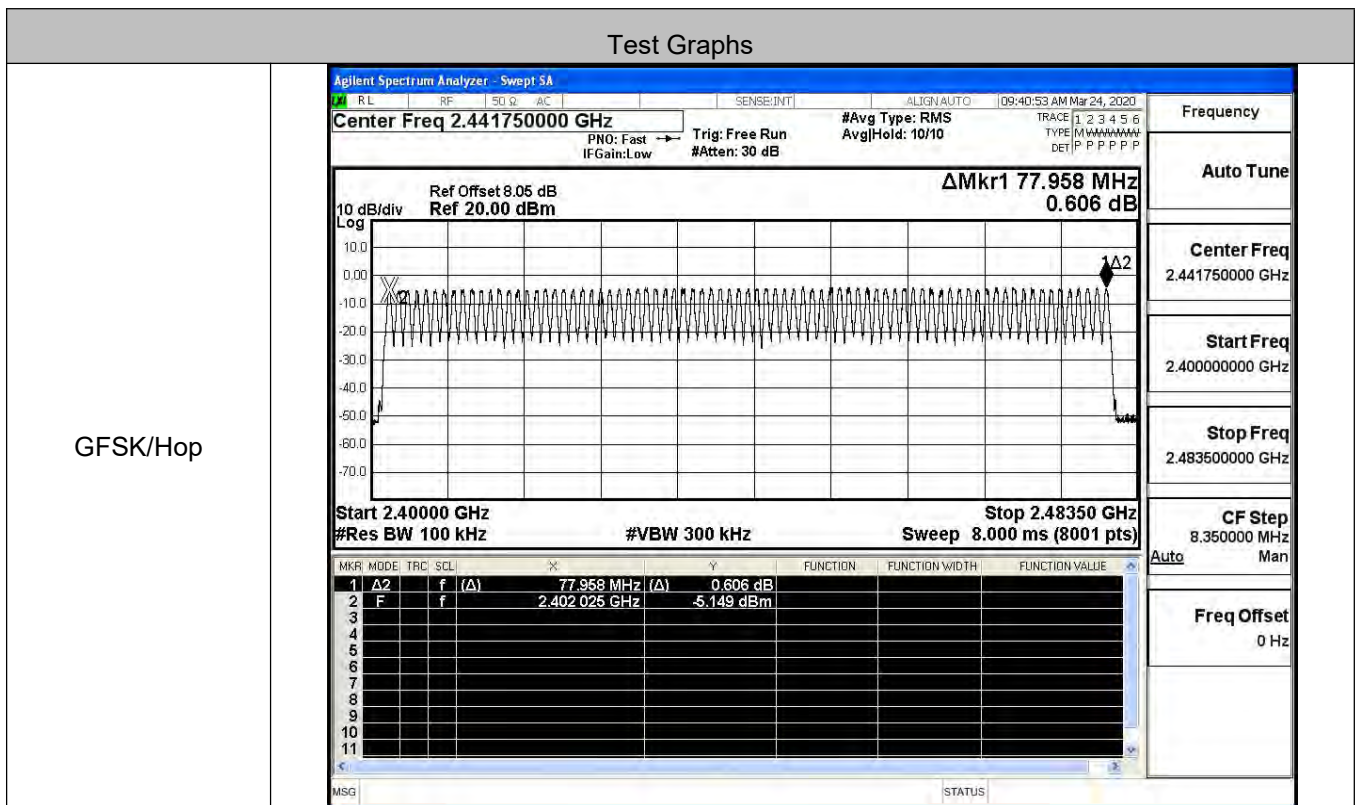 Test Graphs
GFSK/Hop
Agilent Spectrum Analyzer - Swept SA
RL RF 50 Ω AC SENSE:INT ALIGN AUTO 09:40:53 AM Mar 24, 2020
Center Freq 2.441750000 GHz
PNO: Fast
IFGain:Low
Trig: Free Run
#Atten: 30 dB
#Avg Type: RMS
Avg|Hold: 10/10
TRACE 1 2 3 4 5 6
TYPE M
DET P P P P P P
Ref Offset 8.05 dB
10 dB/div Ref 20.00 dBm
ΔMkr1 77.958 MHz
0.606 dB
Log
10.0
0.00
-10.0
-20.0
-30.0
-40.0
-50.0
-60.0
-70.0
1Δ2
Start 2.40000 GHz Stop 2.48350 GHz
#Res BW 100 kHz #VBW 300 kHz Sweep 8.000 ms (8001 pts)
MKR MODE TRC SCL X Y FUNCTION FUNCTION WIDTH FUNCTION VALUE
1 Δ2 f (Δ) 77.958 MHz (Δ) 0.606 dB
2 F f 2.402 025 GHz -5.149 dBm
3
4
5
6
7
8
9
10
11
MSG STATUS
Frequency
Auto Tune
Center Freq
2.441750000 GHz
Start Freq
2.400000000 GHz
Stop Freq
2.483500000 GHz
CF Step
8.350000 MHz
Auto Man
Freq Offset
0 Hz